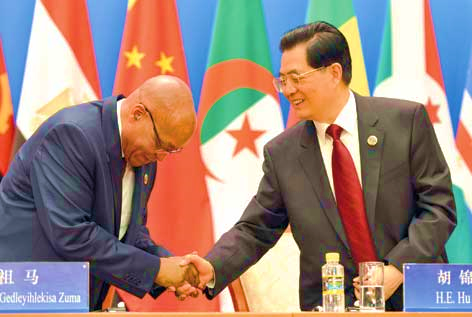 祖 马
Gedleyihlekisa Zuma
胡 锦
H.E. Hu